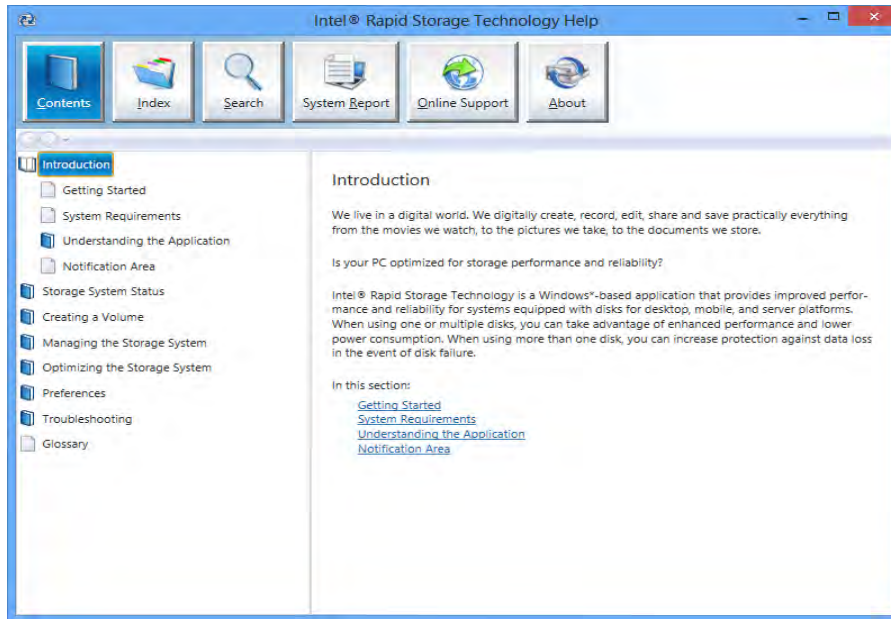 Intel® Rapid Storage Technology Help
Contents
Index
Search
System Report
Online Support
About
Introduction
Getting Started
System Requirements
Understanding the Application
Notification Area
Storage System Status
Creating a Volume
Managing the Storage System
Optimizing the Storage System
Preferences
Troubleshooting
Glossary
Introduction
We live in a digital world. We digitally create, record, edit, share and save practically everything
from the movies we watch, to the pictures we take, to the documents we store.
Is your PC optimized for storage performance and reliability?
Intel® Rapid Storage Technology is a Windows*-based application that provides improved perfor-
mance and reliability for systems equipped with disks for desktop, mobile, and server platforms.
When using one or multiple disks, you can take advantage of enhanced performance and lower
power consumption. When using more than one disk, you can increase protection against data loss
in the event of disk failure.
In this section:
Getting Started
System Requirements
Understanding the Application
Notification Area